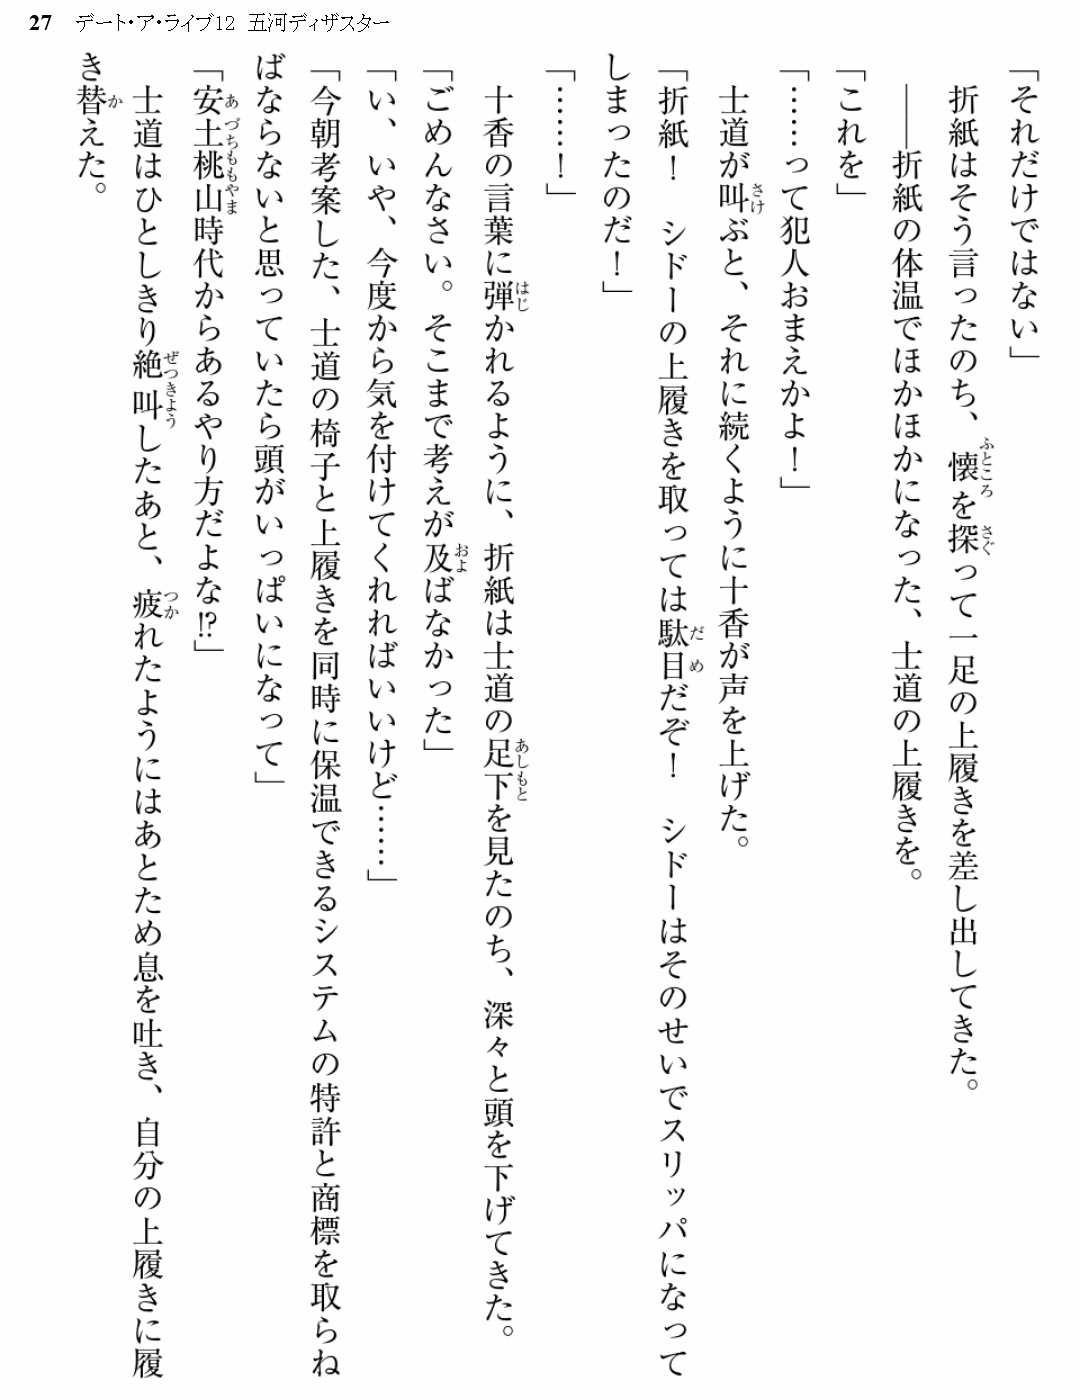 27 デート・ア・ライブ12 五河ディザスター
「それだけではない」
折紙はそう言ったのち、懐を探って一足の上履きを差し出してきた。
――折紙の体温でほかほかになった、士道の上履きを。
「これを」
「……って犯人おまえかよ！」
士道が叫ぶと、それに続くように十香が声を上げた。
「折紙！　シドーの上履きを取っては駄目だぞ！　シドーはそのせいでスリッパになって
しまったのだ！」
「……！」
十香の言葉に弾かれるように、折紙は士道の足下を見たのち、深々と頭を下げてきた。
「ごめんなさい。そこまで考えが及ばなかった」
「い、いや、今度から気を付けてくれればいいけど……」
「今朝考案した、士道の椅子と上履きを同時に保温できるシステムの特許と商標を取らね
ばならないと思っていたら頭がいっぱいになって」
「安土桃山時代からあるやり方だよな⁉」
士道はひとしきり絶叫したあと、疲れたようにはあとため息を吐き、自分の上履きに履
き替えた。